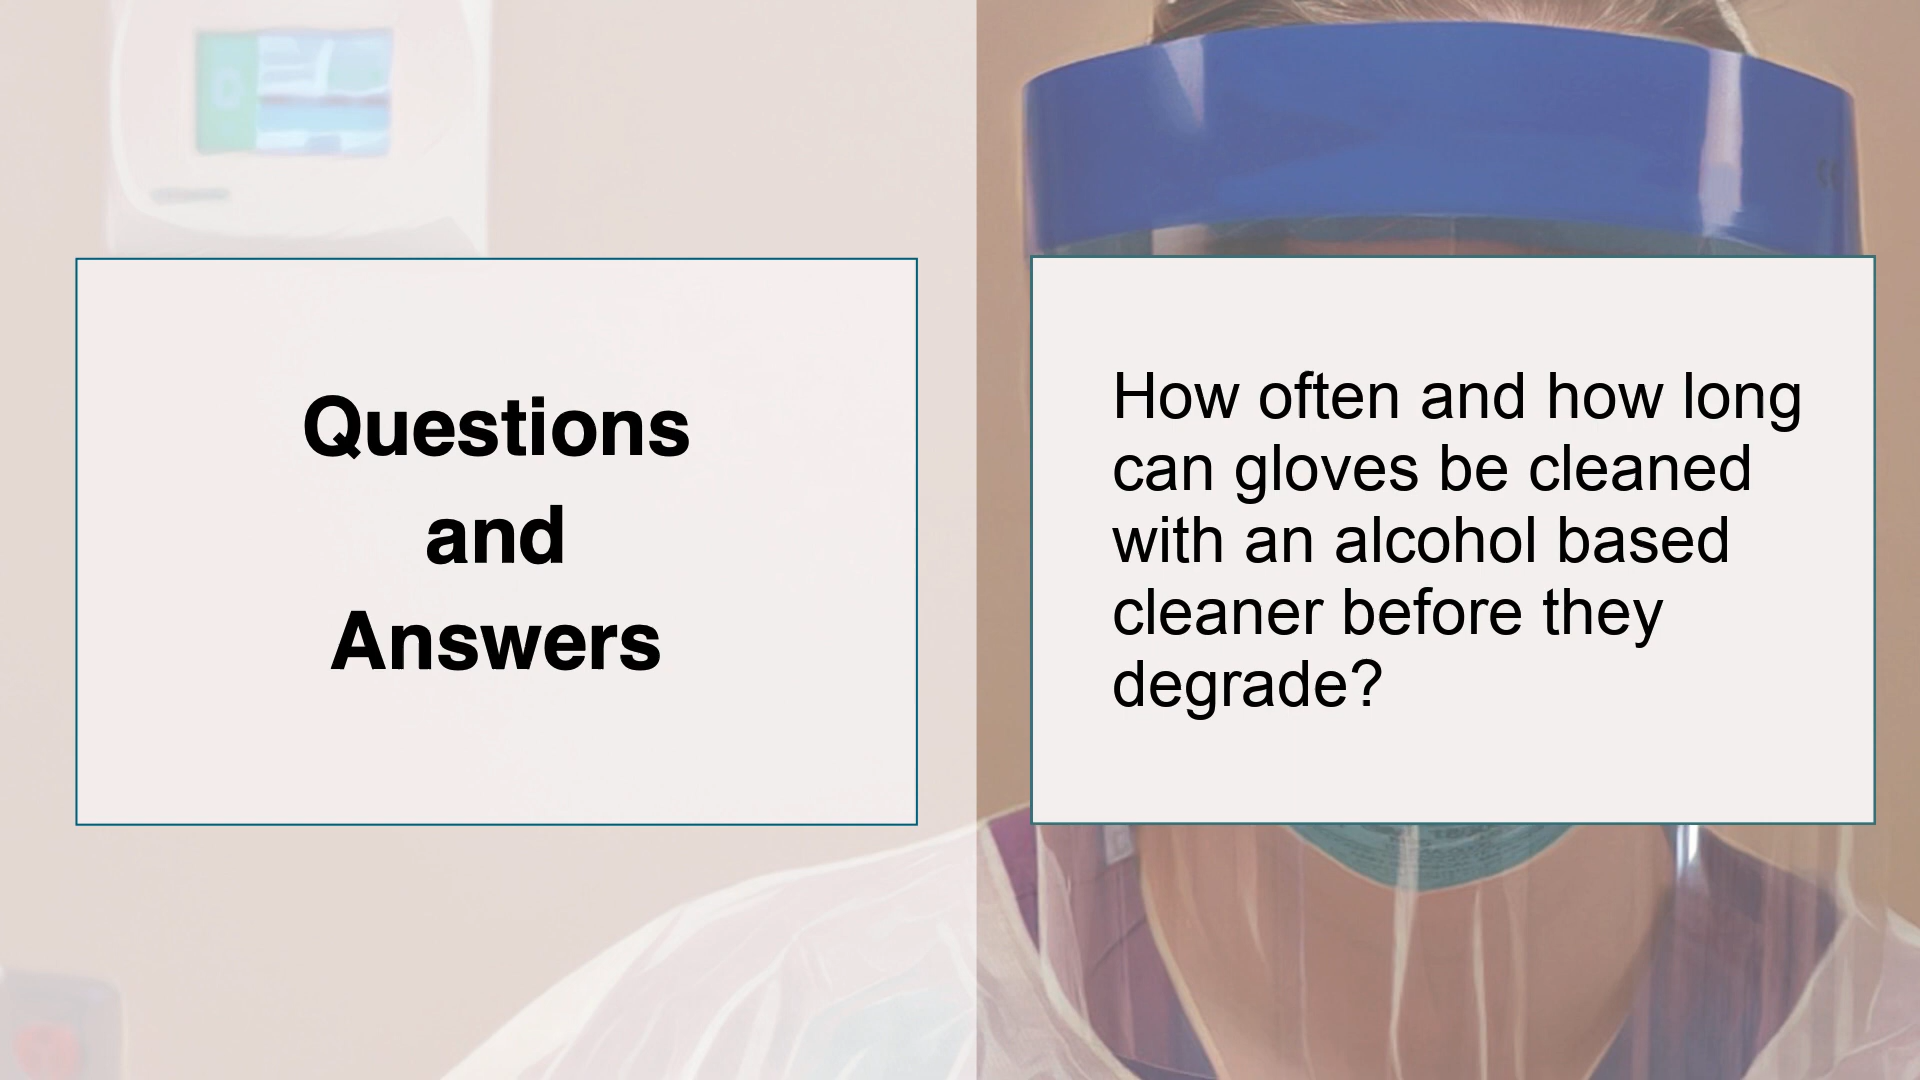 Questions
and
Answers
How often and how long
can gloves be cleaned
with an alcohol based
cleaner before they
degrade?